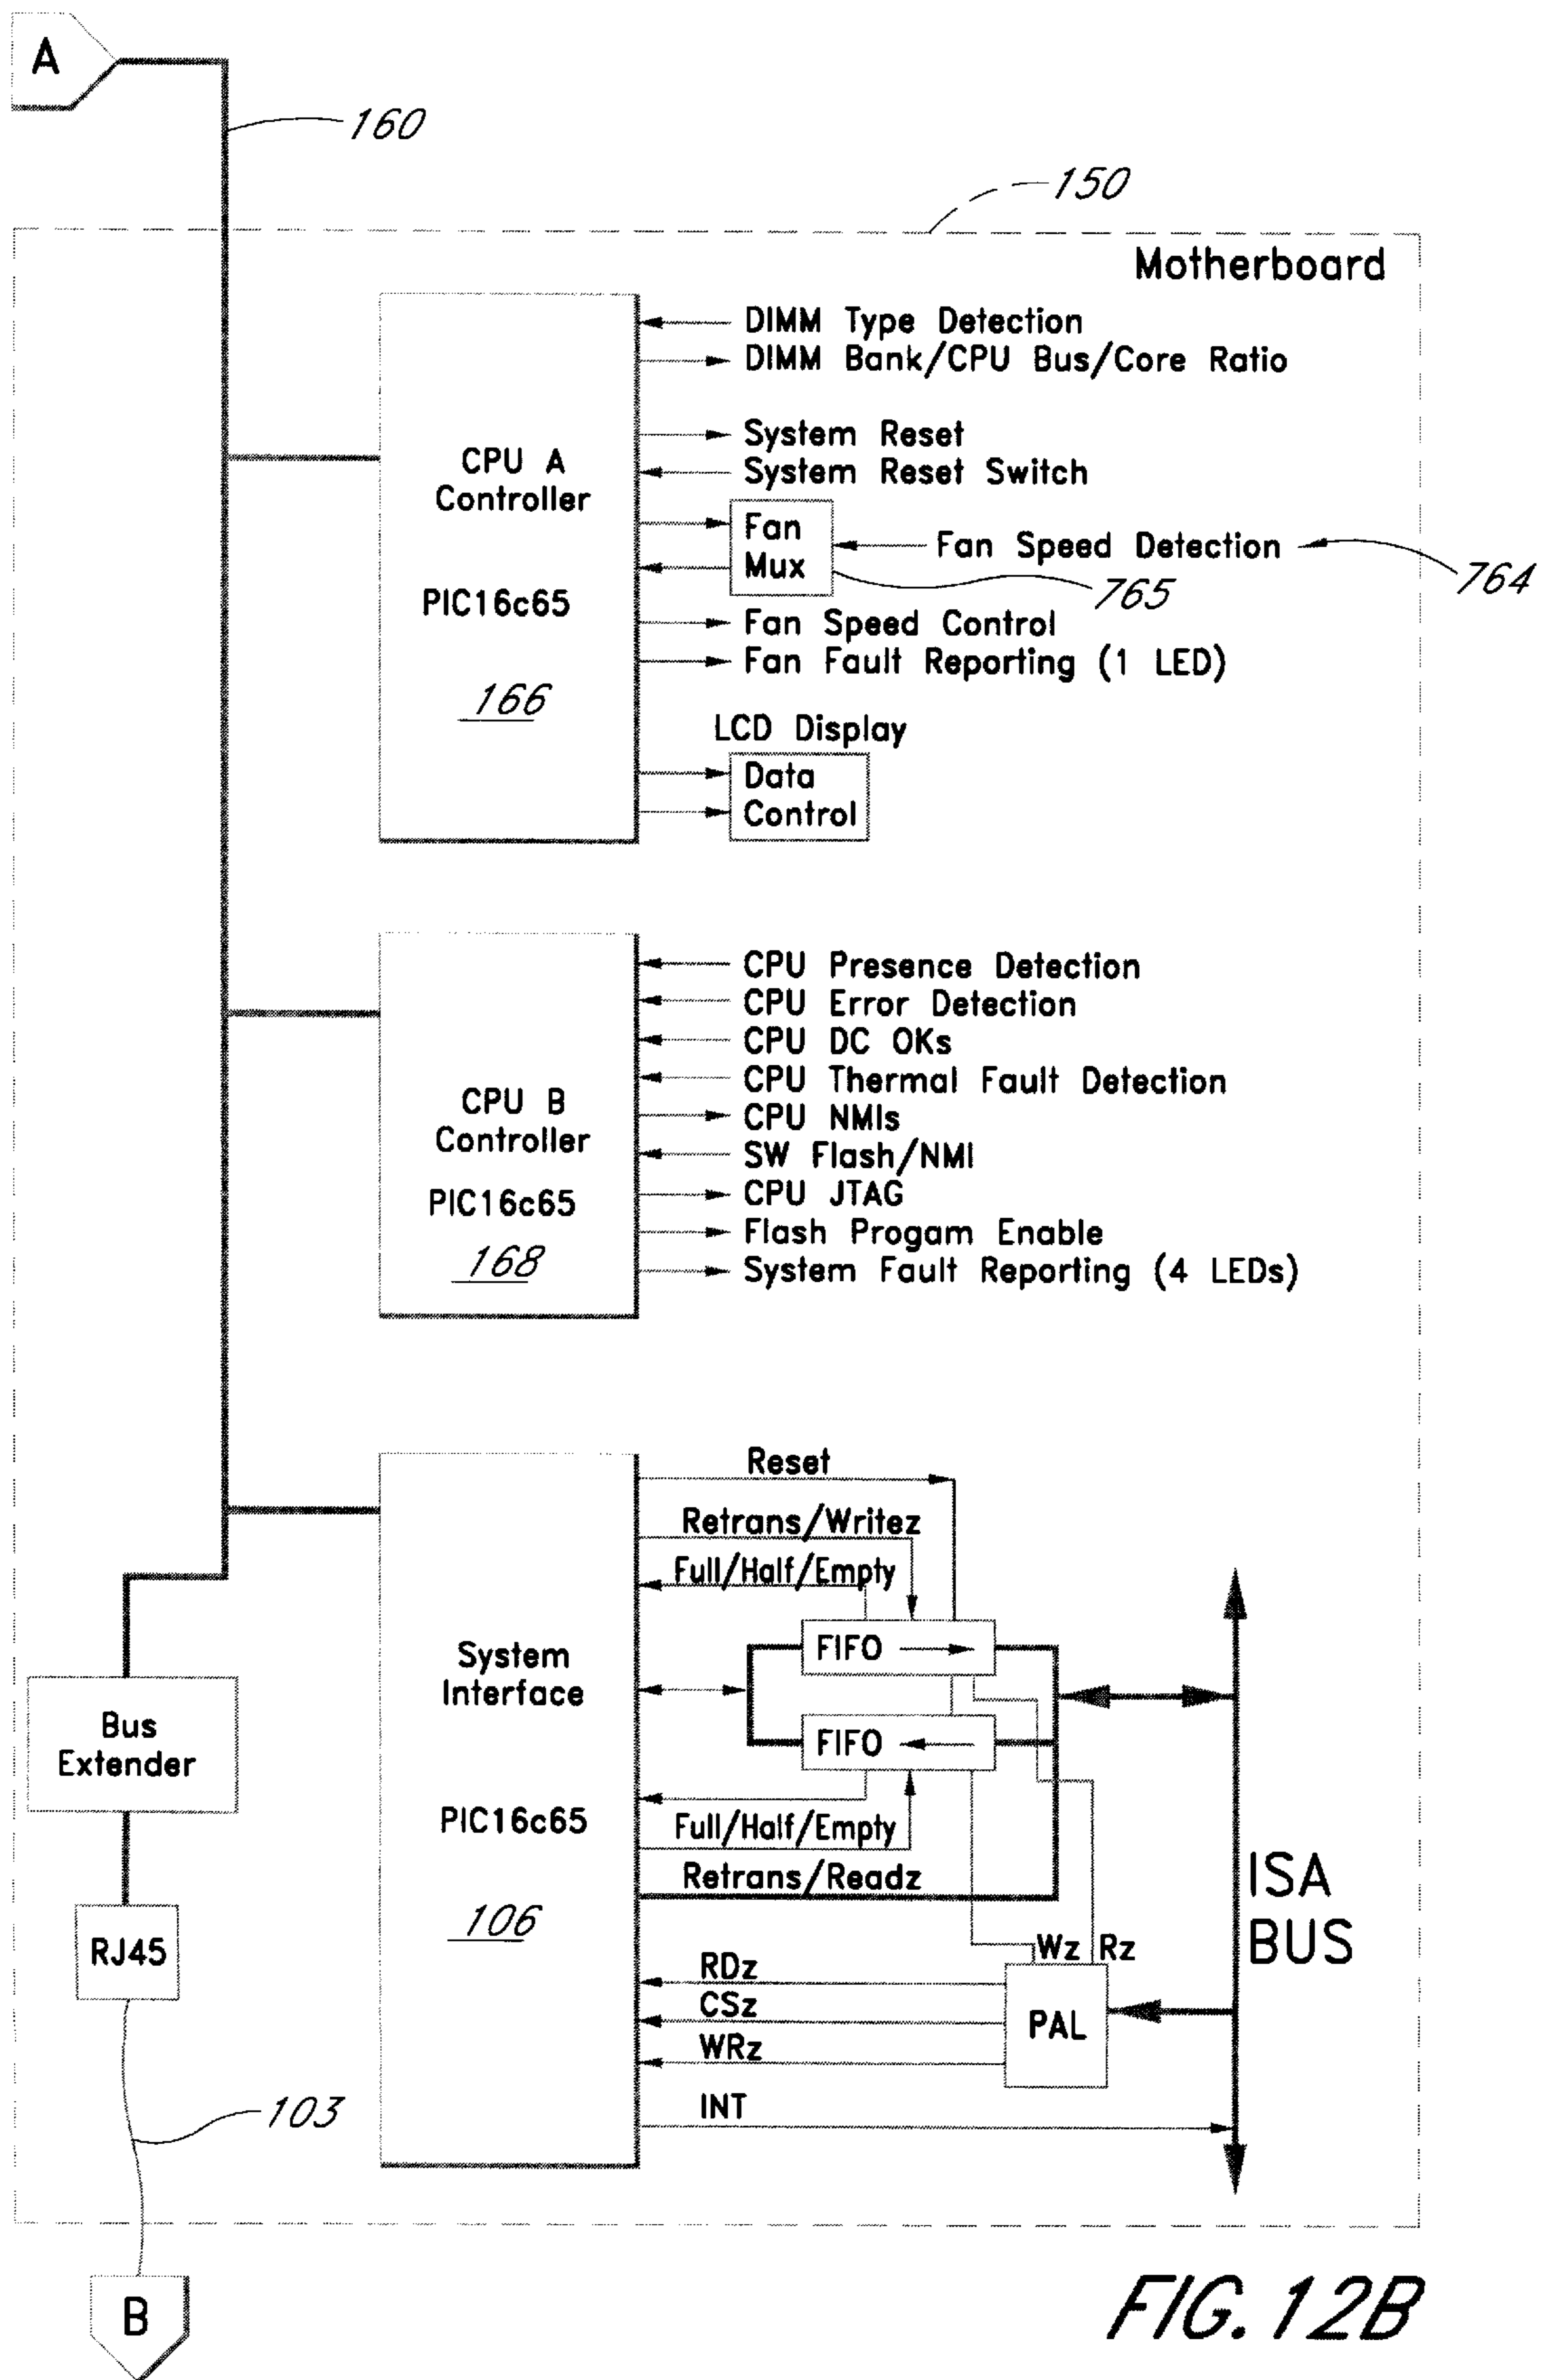 A
160
150
Motherboard
DIMM Type Detection
DIMM Bank/CPU Bus/Core Ratio
System Reset
System Reset Switch
CPU A
Controller
Fan
Mux
Fan Speed Detection
764
765
PIC16c65
Fan Speed Control
Fan Fault Reporting (1 LED)
166
LCD Display
Data
Control
CPU Presence Detection
CPU Error Detection
CPU DC OKs
CPU Thermal Fault Detection
CPU NMIs
SW Flash/NMI
CPU JTAG
Flash Progam Enable
System Fault Reporting (4 LEDs)
CPU B
Controller
PIC16c65
168
Reset
Retrans/Writez
Full/Half/Empty
FIFO
System
Interface
FIFO
Bus
Extender
PIC16c65
Full/Half/Empty
Retrans/Readz
106
ISA
BUS
RJ45
Wz Rz
RDz
CSz
WRz
PAL
INT
103
B
FIG. 12B